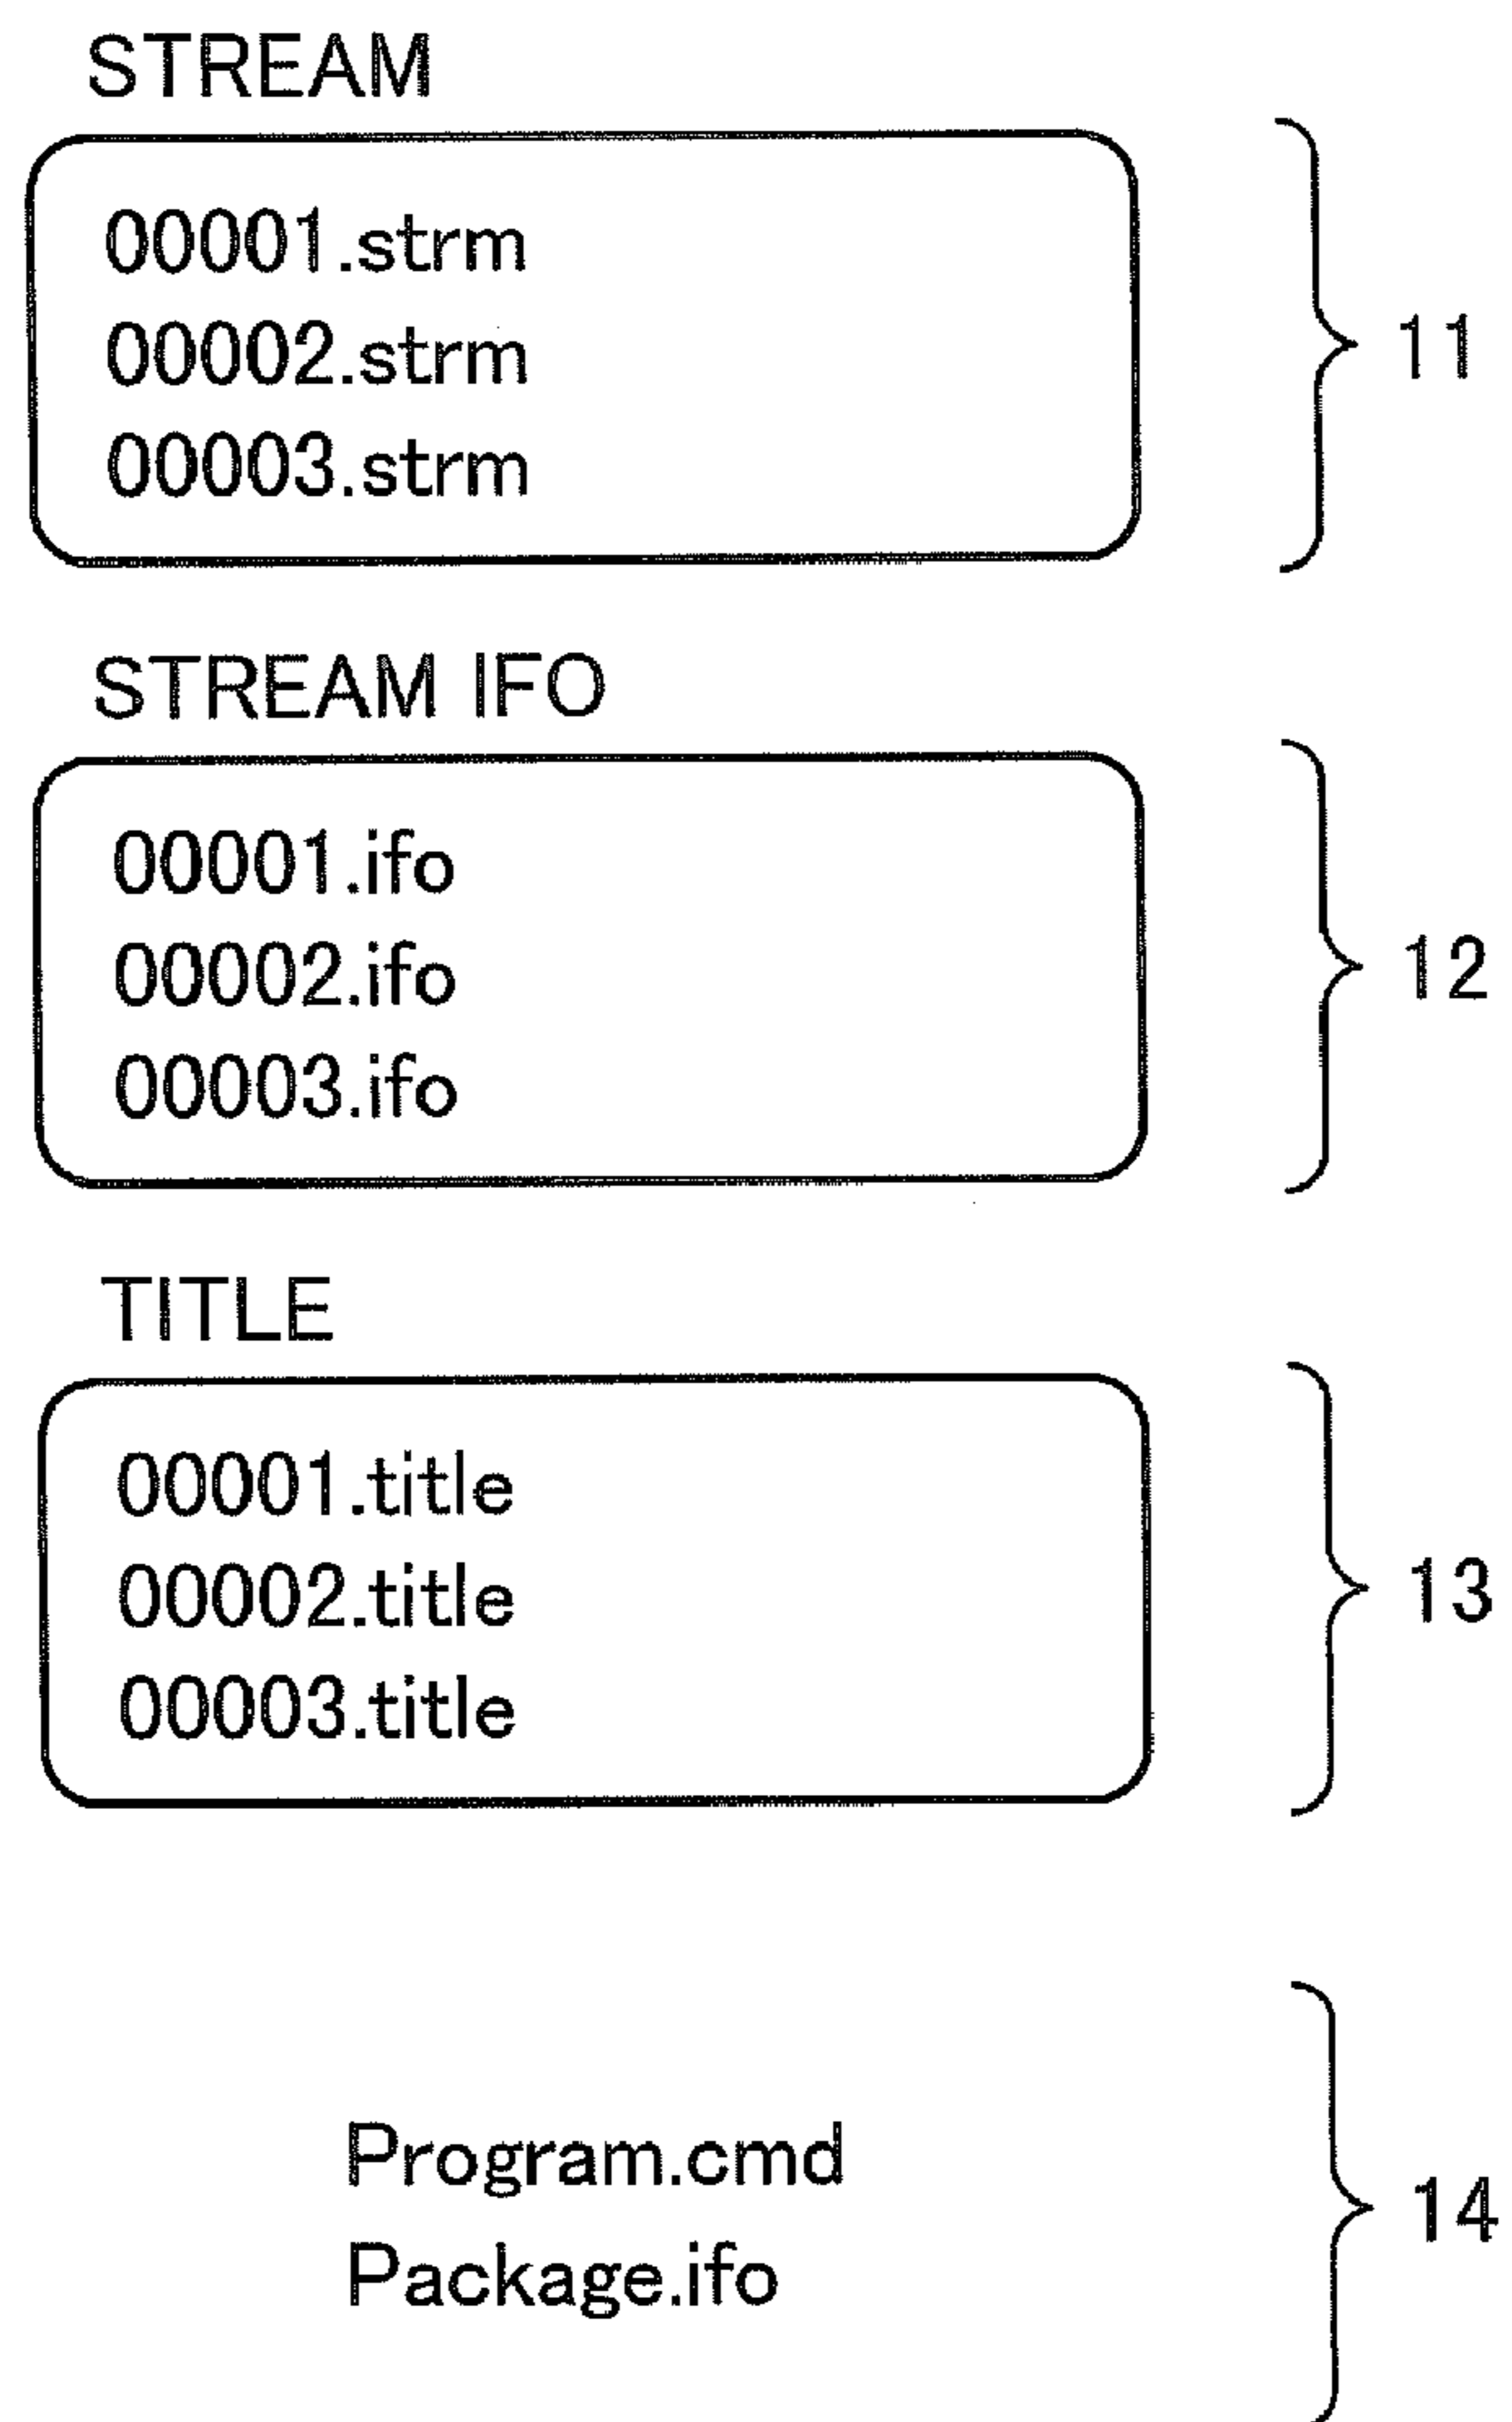 STREAM
00001.strm
00002.strm
00003.strm
11
STREAM IFO
00001.ifo
00002.ifo
00003.ifo
12
TITLE
00001.title
00002.title
00003.title
13
Program.cmd
Package.ifo
14